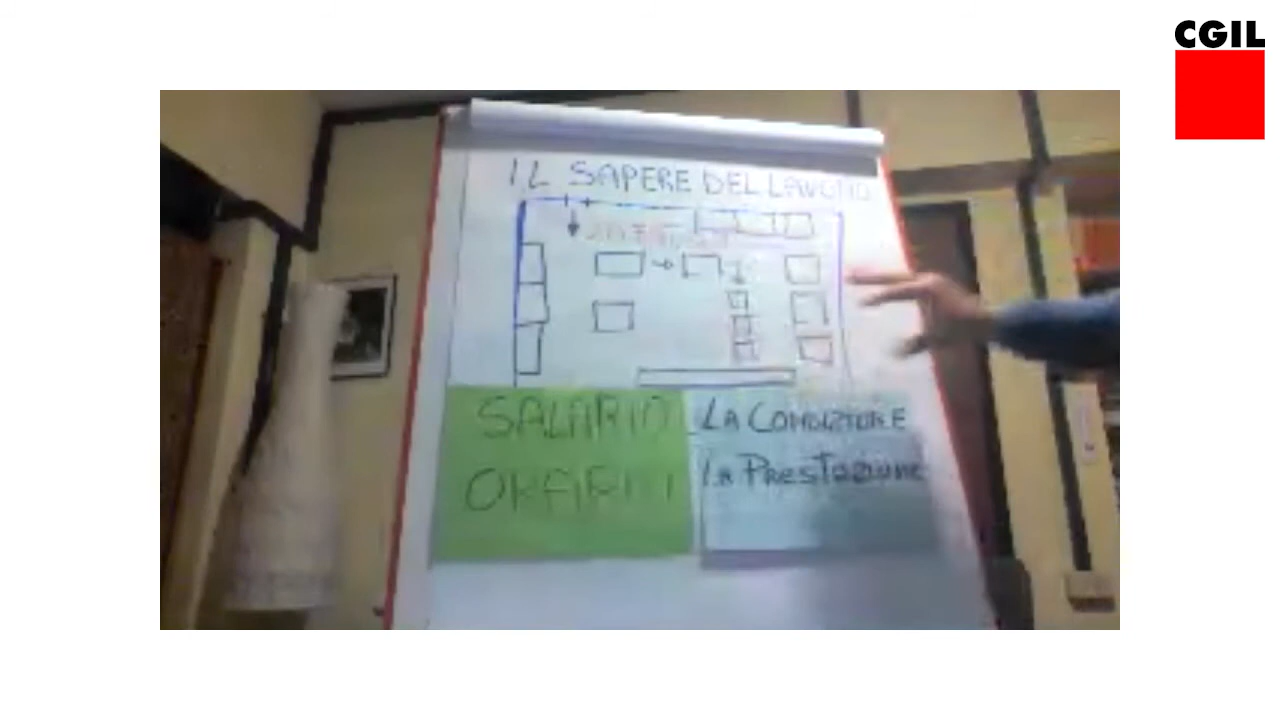 CGIL
IL SAPERE DEL LAVORO
SALARIO
ORARIO
LA CONDIZIONE
LA PRESTAZIONE